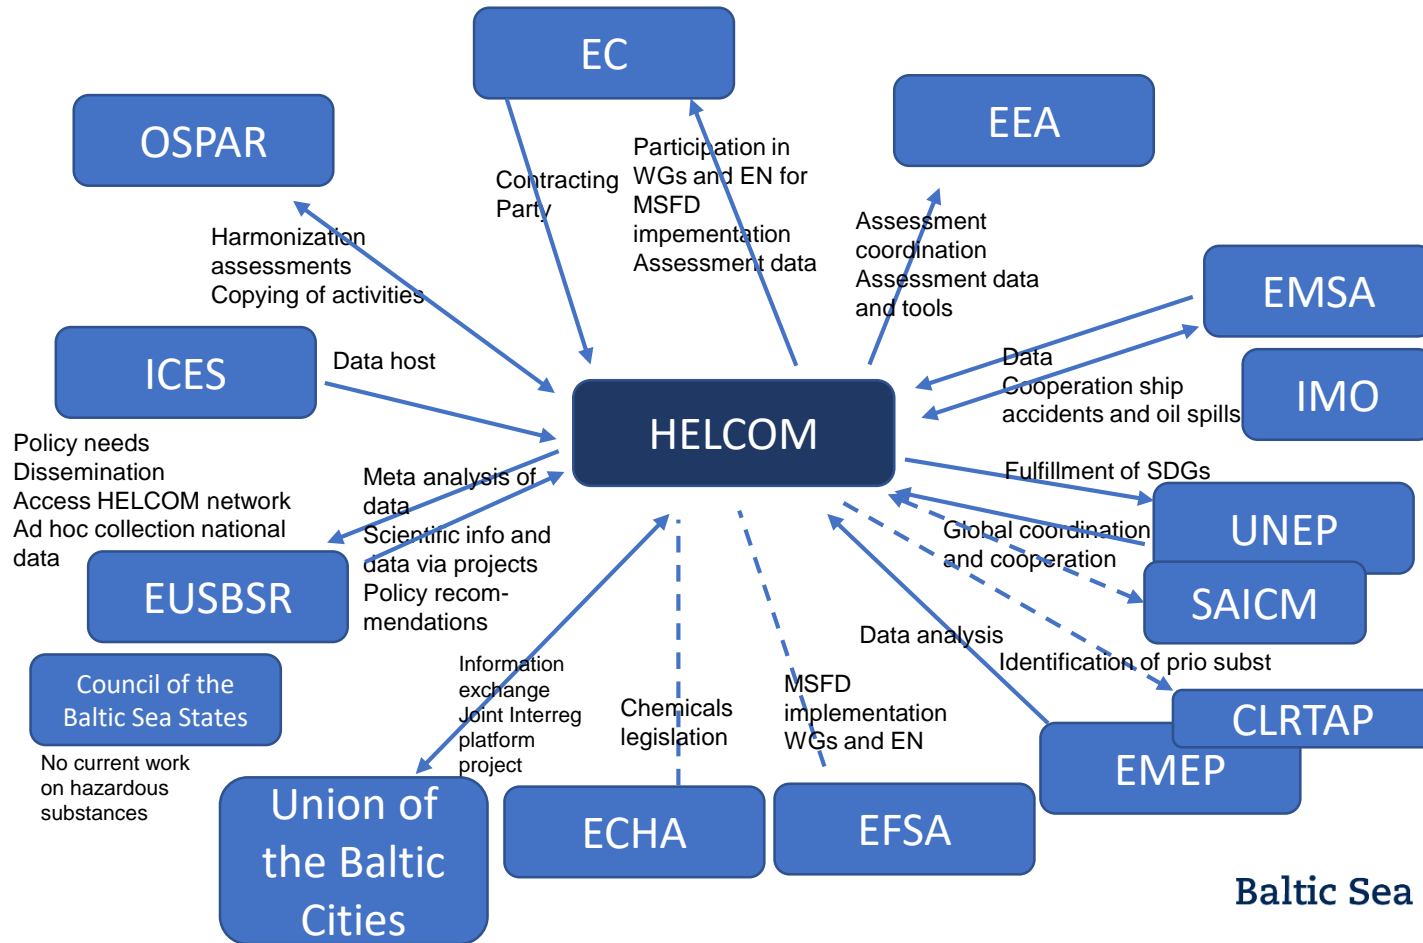 EC
OSPAR
EEA
Contracting
Party
Participation in
WGs and EN for
MSFD
impementation
Assessment data
Harmonization
assessments
Copying of activities
Assessment
coordination
Assessment data
and tools
EMSA
ICES
Data host
Data
Cooperation ship
accidents and oil spills
IMO
HELCOM
Policy needs
Dissemination
Access HELCOM network
Ad hoc collection national
data
Meta analysis of
data
Scientific info and
data via projects
Policy recom-
mendations
Fulfillment of SDGs
UNEP
Global coordination
and cooperation
EUSBSR
SAICM
Data analysis
Identification of prio subst
Council of the
Baltic Sea States
Information
exchange
Joint Interreg
platform
project
Chemicals
legislation
MSFD
implementation
WGs and EN
CLRTAP
EMEP
No current work
on hazardous
substances
Union of
the Baltic
Cities
ECHA
EFSA
Baltic Sea